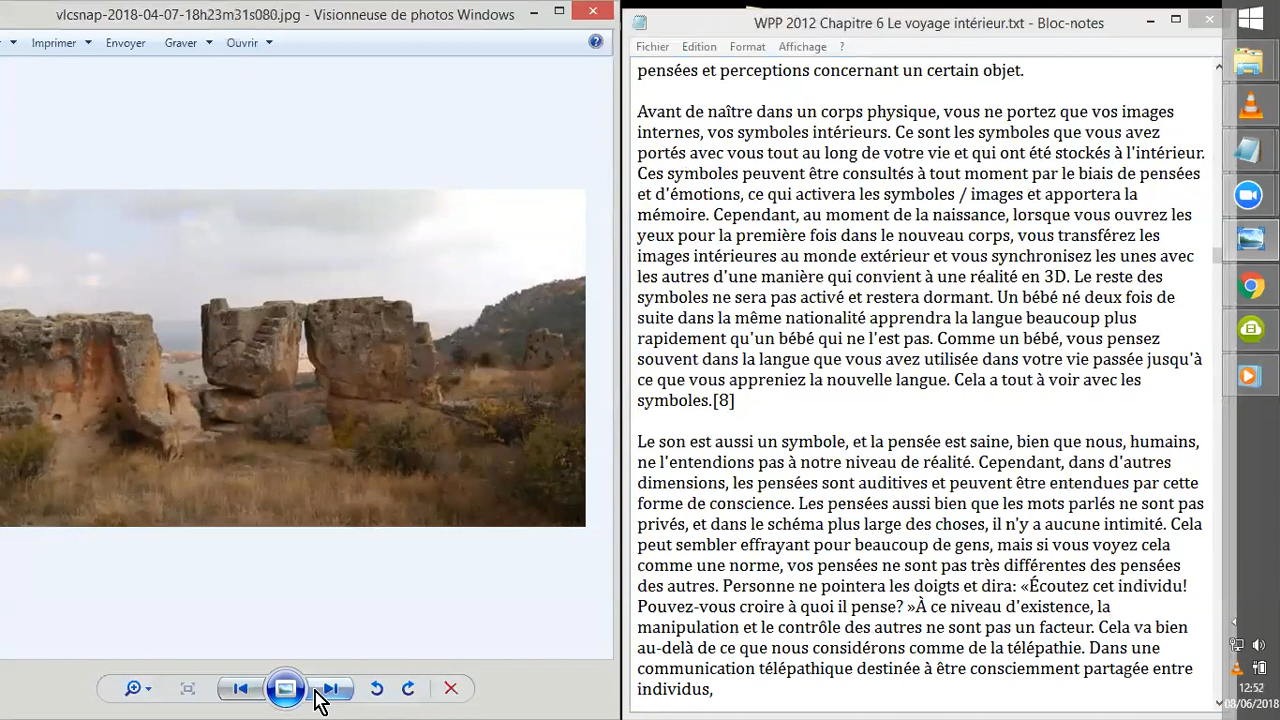 vlcsnap-2018-04-07-18h23m31s080.jpg - Visionneuse de photos Windows
Imprimer Envoyer Graver Ouvrir
WPP 2012 Chapitre 6 Le voyage intérieur.txt - Bloc-notes
Fichier Edition Format Affichage ?
pensées et perceptions concernant un certain objet.
Avant de naître dans un corps physique, vous ne portez que vos images
internes, vos symboles intérieurs. Ce sont les symboles que vous avez
portés avec vous tout au long de votre vie et qui ont été stockés à l'intérieur.
Ces symboles peuvent être consultés à tout moment par le biais de pensées
et d'émotions, ce qui activera les symboles / images et apportera la
mémoire. Cependant, au moment de la naissance, lorsque vous ouvrez les
yeux pour la première fois dans le nouveau corps, vous transférez les
images intérieures au monde extérieur et vous synchronisez les unes avec
les autres d'une manière qui convient à une réalité en 3D. Le reste des
symboles ne sera pas activé et restera dormant. Un bébé né deux fois de
suite dans la même nationalité apprendra la langue beaucoup plus
rapidement qu'un bébé qui ne l'est pas. Comme un bébé, vous pensez
souvent dans la langue que vous avez utilisée dans votre vie passée jusqu'à
ce que vous appreniez la nouvelle langue. Cela a tout à voir avec les
symboles.[8]
Le son est aussi un symbole, et la pensée est saine, bien que nous, humains,
ne l'entendions pas à notre niveau de réalité. Cependant, dans d'autres
dimensions, les pensées sont auditives et peuvent être entendues par cette
forme de conscience. Les pensées aussi bien que les mots parlés ne sont pas
privés, et dans le schéma plus large des choses, il n'y a aucune intimité. Cela
peut sembler effrayant pour beaucoup de gens, mais si vous voyez cela
comme une norme, vos pensées ne sont pas très différentes des pensées
des autres. Personne ne pointera les doigts et dira: «Écoutez cet individu!
Pouvez-vous croire à quoi il pense? »À ce niveau d'existence, la
manipulation et le contrôle des autres ne sont pas un facteur. Cela va bien
au-delà de ce que nous considérons comme de la télépathie. Dans une
communication télépathique destinée à être consciemment partagée entre
individus,
12:52
08/06/2018